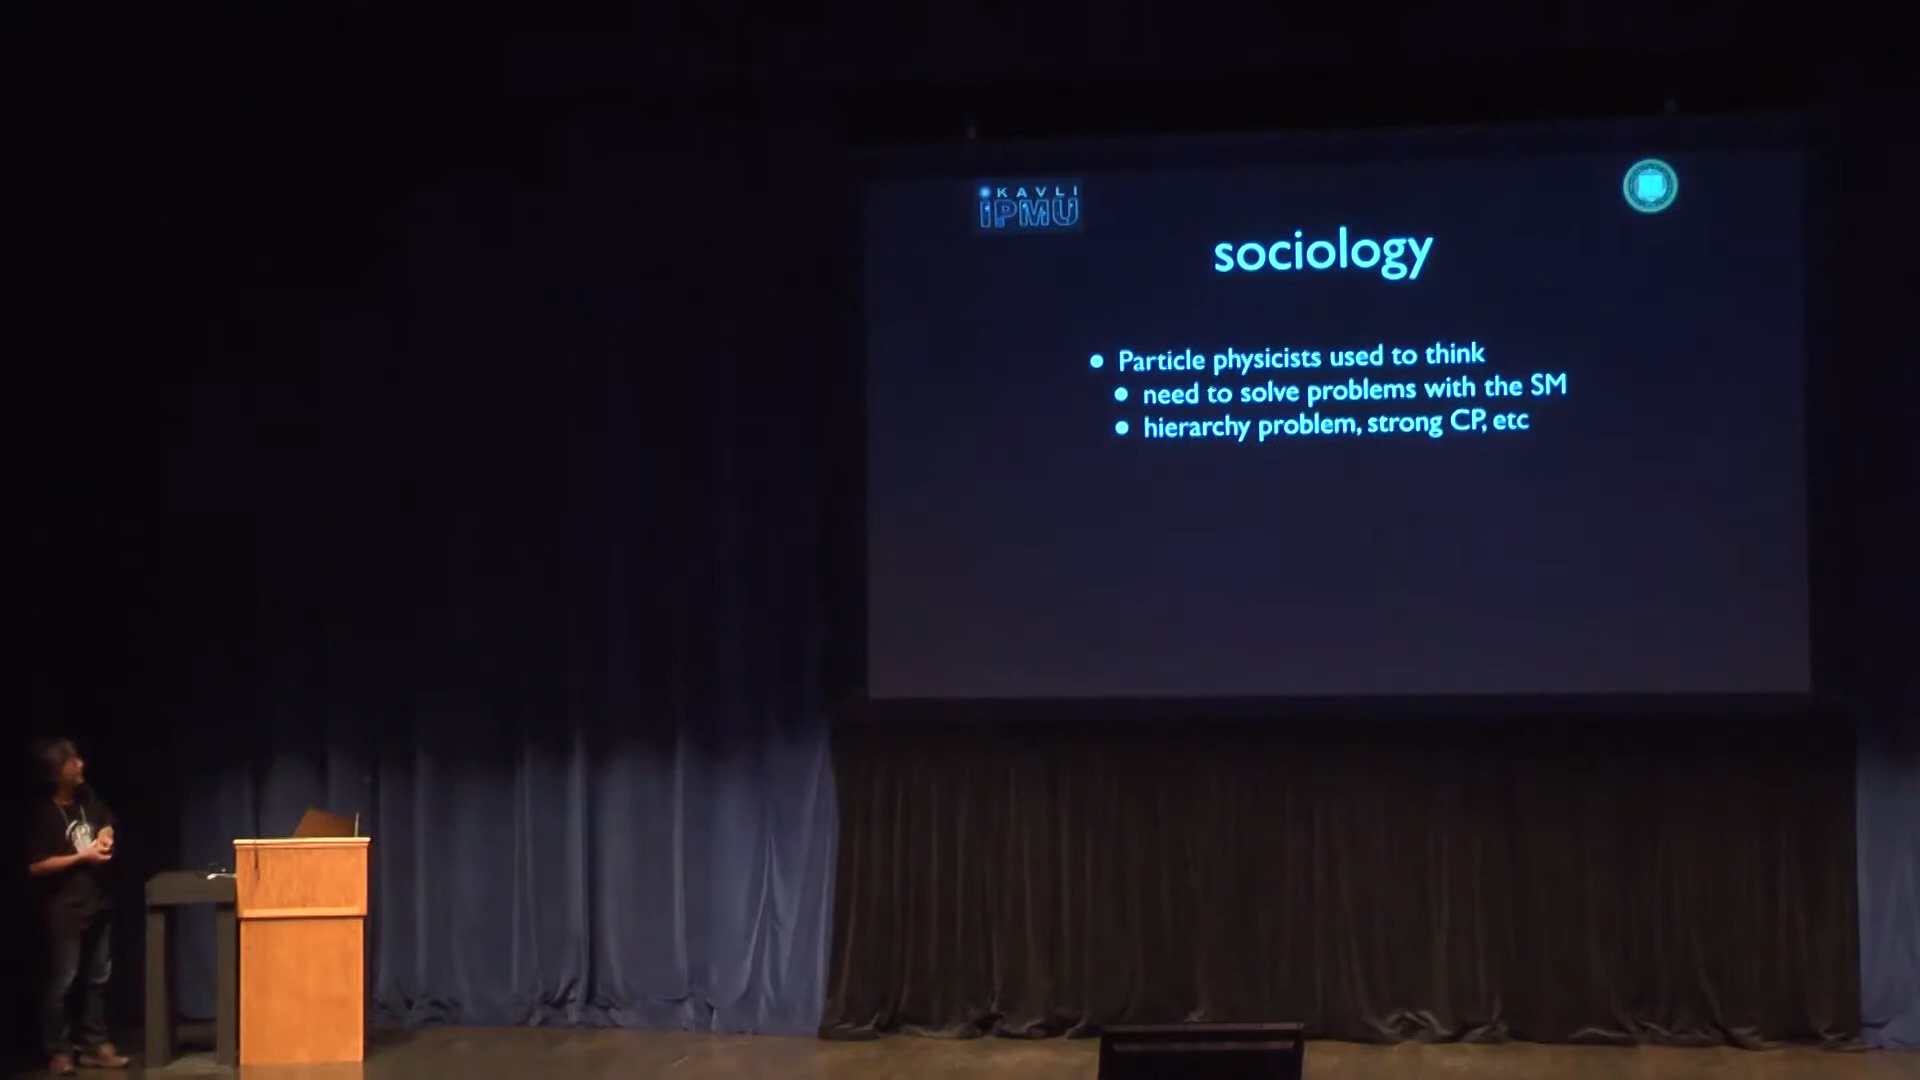 KAVLI
IPMU
sociology
Particle physicists used to think
need to solve problems with the SM
hierarchy problem, strong CP, etc